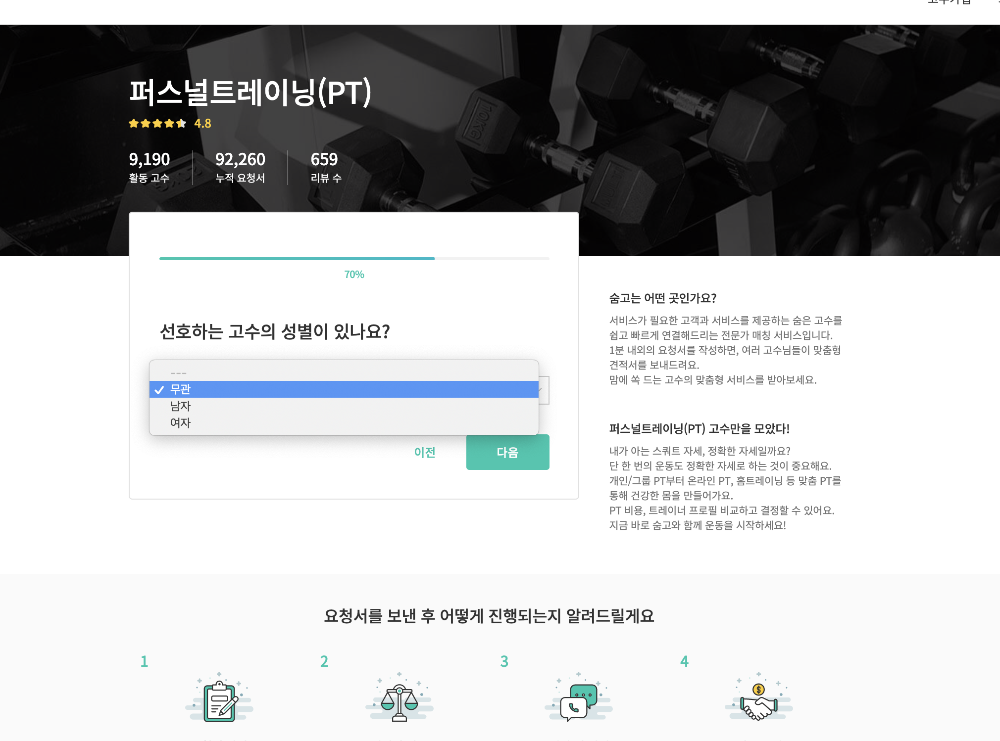 퍼스널트레이닝(PT)
4.8
9,190
92,260
659
활동 고수
누적 요청서
리뷰 수
70%
선호하는 고수의 성별이 있나요?
---
무관
남자
여자
이전
다음
숨고는 어떤 곳인가요?
서비스가 필요한 고객과 서비스를 제공하는 숨은 고수를
쉽고 빠르게 연결해드리는 전문가 매칭 서비스입니다.
1분 내외의 요청서를 작성하면, 여러 고수님들이 맞춤형
견적서를 보내드려요.
맘에 쏙 드는 고수의 맞춤형 서비스를 받아보세요.
퍼스널트레이닝(PT) 고수만을 모았다!
내가 아는 스쿼트 자세, 정확한 자세일까요?
단 한 번의 운동도 정확한 자세로 하는 것이 중요해요.
개인/그룹 PT부터 온라인 PT, 홈트레이닝 등 맞춤 PT를
통해 건강한 몸을 만들어가요.
PT 비용, 트레이너 프로필 비교하고 결정할 수 있어요.
지금 바로 숨고와 함께 운동을 시작하세요!
요청서를 보낸 후 어떻게 진행되는지 알려드릴게요
1
2
3
4
10KG